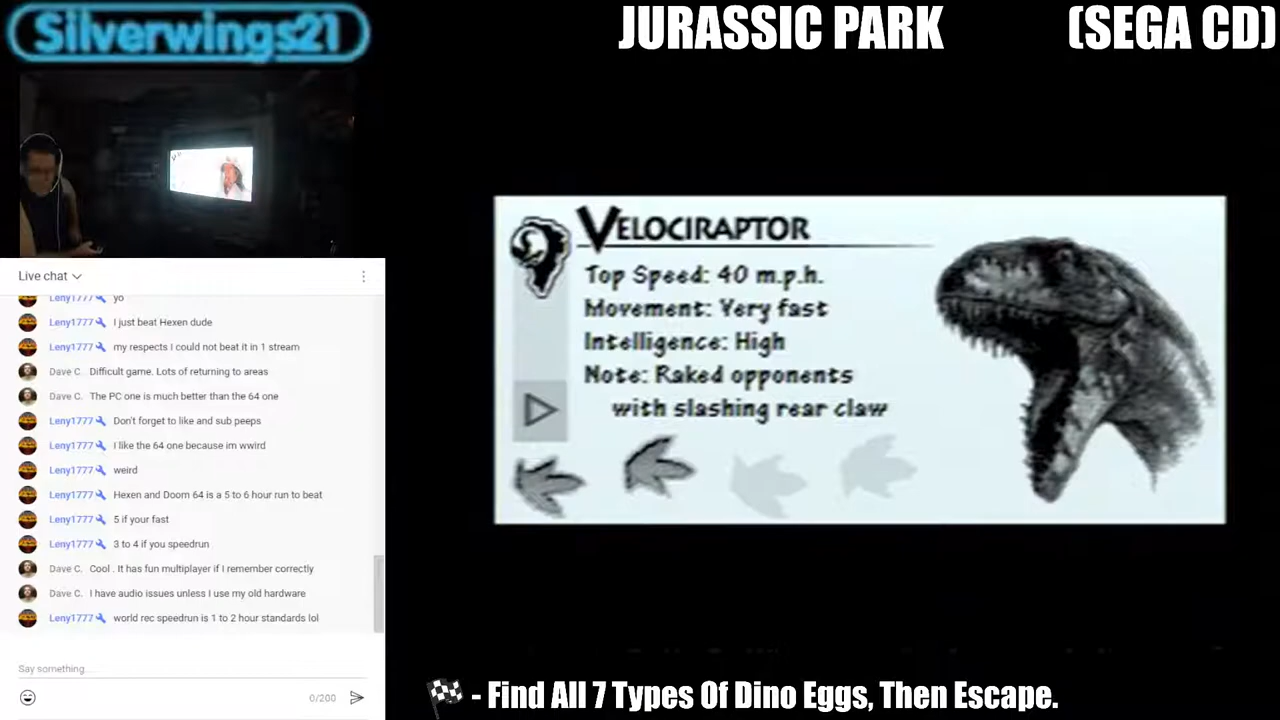 Silverwings21
JURASSIC PARK (SEGA CD)
VELOCIRAPTOR
Top Speed: 40 m.p.h.
Movement: Very fast
Intelligence: High
Note: Raked opponents
with slashing rear claw
Live chat
Leny1777 yo
Leny1777 I just beat Hexen dude
Leny1777 my respects I could not beat it in 1 stream
Dave C. Difficult game. Lots of returning to areas
Dave C. The PC one is much better than the 64 one
Leny1777 Don't forget to like and sub peeps
Leny1777 I like the 64 one because im wwird
Leny1777 weird
Leny1777 Hexen and Doom 64 is a 5 to 6 hour run to beat
Leny1777 5 if your fast
Leny1777 3 to 4 if you speedrun
Dave C. Cool . It has fun multiplayer if I remember correctly
Dave C. I have audio issues unless I use my old hardware
Leny1777 world rec speedrun is 1 to 2 hour standards lol
Say something...
0/200
- Find All 7 Types Of Dino Eggs, Then Escape.